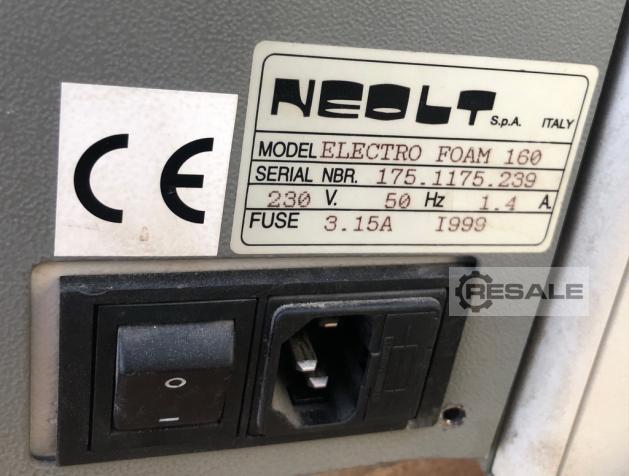 NEOLT S.p.A. ITALY
MODEL ELECTRO FOAM 160
SERIAL NBR. 175.1175.239
230 V. 50 Hz 1.4 A.
FUSE 3.15A I999
CE
RESALE